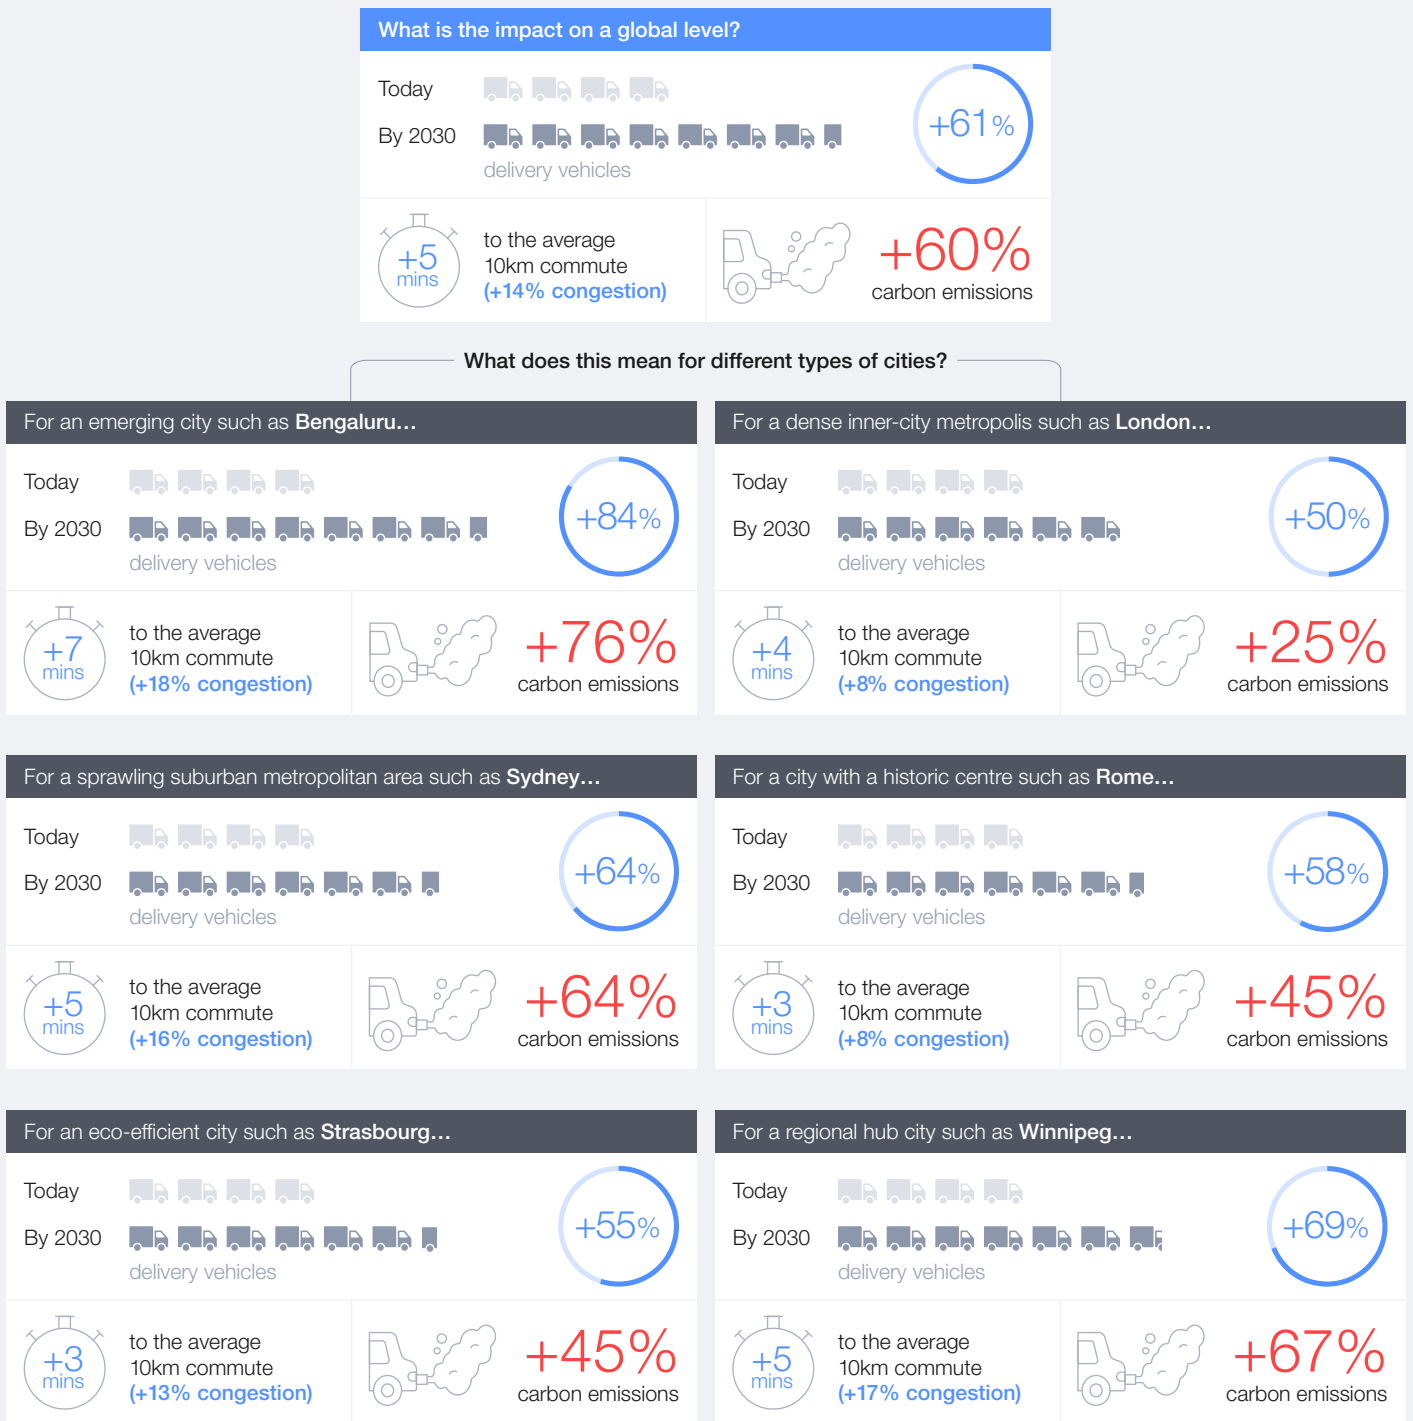 What is the impact on a global level?
Today
By 2030
delivery vehicles
+61%
+5
mins
to the average
10km commute
(+14% congestion)
+60%
carbon emissions
What does this mean for different types of cities?
For an emerging city such as Bengaluru...
Today
By 2030
delivery vehicles
+84%
+7
mins
to the average
10km commute
(+18% congestion)
+76%
carbon emissions
For a dense inner-city metropolis such as London...
Today
By 2030
delivery vehicles
+50%
+4
mins
to the average
10km commute
(+8% congestion)
+25%
carbon emissions
For a sprawling suburban metropolitan area such as Sydney...
Today
By 2030
delivery vehicles
+64%
+5
mins
to the average
10km commute
(+16% congestion)
+64%
carbon emissions
For a city with a historic centre such as Rome...
Today
By 2030
delivery vehicles
+58%
+3
mins
to the average
10km commute
(+8% congestion)
+45%
carbon emissions
For an eco-efficient city such as Strasbourg...
Today
By 2030
delivery vehicles
+55%
+3
mins
to the average
10km commute
(+13% congestion)
+45%
carbon emissions
For a regional hub city such as Winnipeg...
Today
By 2030
delivery vehicles
+69%
+5
mins
to the average
10km commute
(+17% congestion)
+67%
carbon emissions